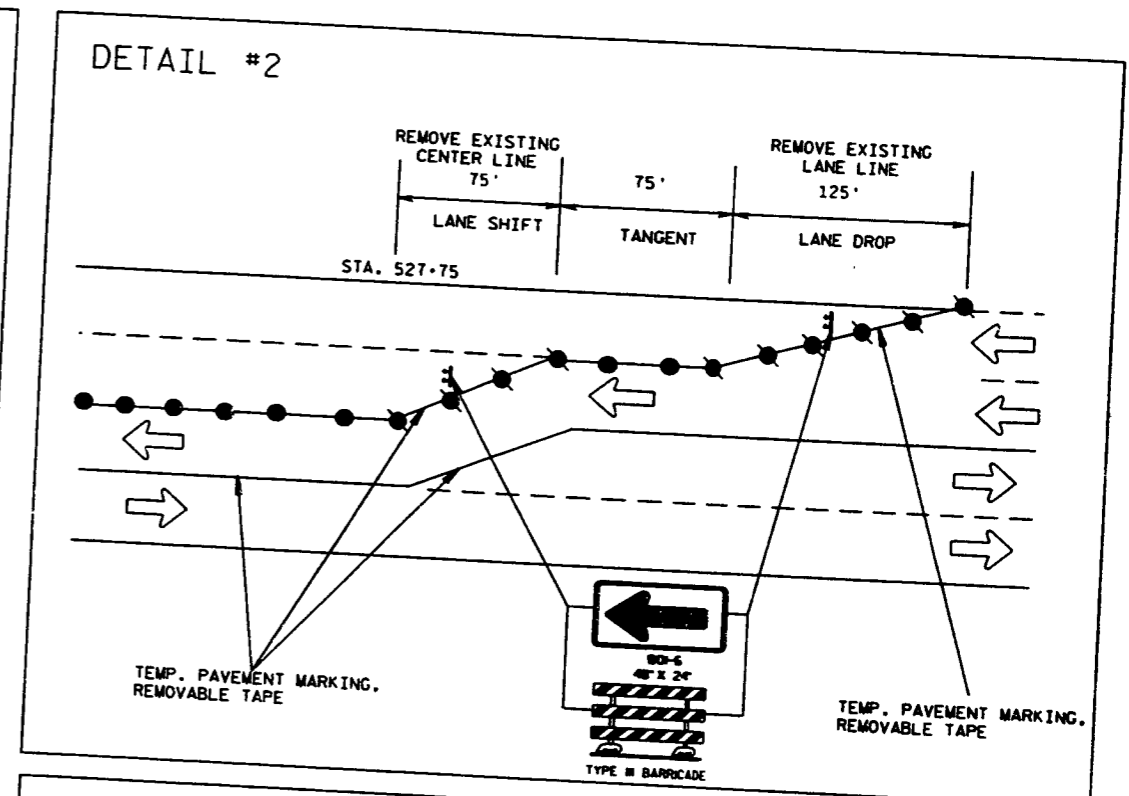 DETAIL #2
REMOVE EXISTING
CENTER LINE
75'
75'
REMOVE EXISTING
LANE LINE
125'
LANE SHIFT
TANGENT
LANE DROP
STA. 527+75
48" X 24"
TYPE III BARRICADE
TEMP. PAVEMENT MARKING.
REMOVABLE TAPE
TEMP. PAVEMENT MARKING.
REMOVABLE TAPE